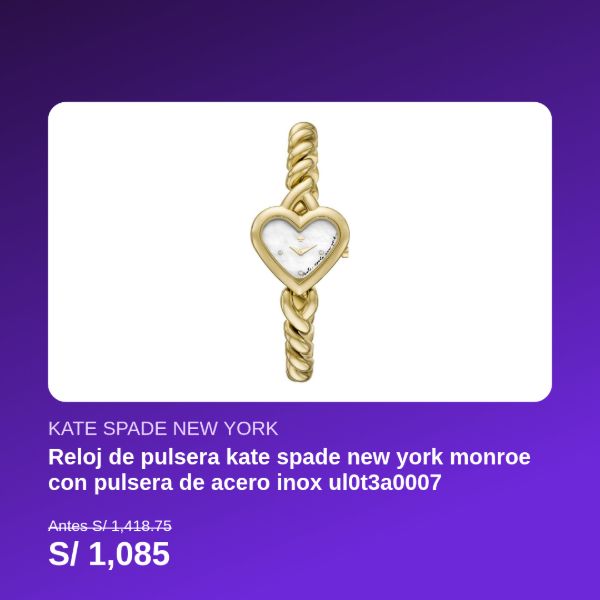 KATE SPADE NEW YORK
Reloj de pulsera kate spade new york monroe
con pulsera de acero inox ul0t3a0007
Antes S/ 1,418.75
S/ 1,085